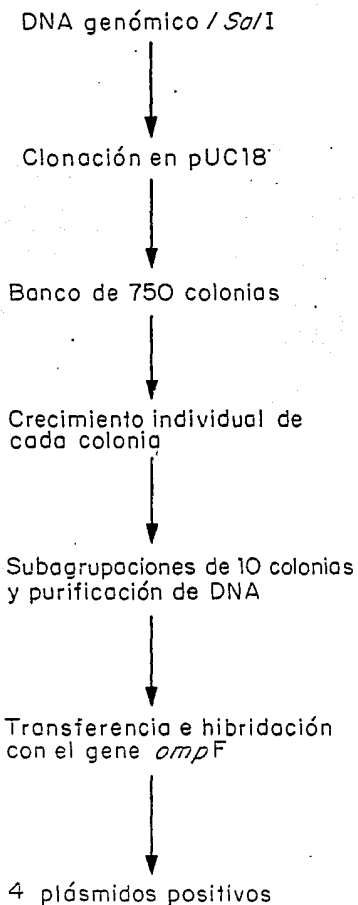 DNA genómico / SalI
Clonación en pUC18
Banco de 750 colonias
Crecimiento individual de
cada colonia
Subagrupaciones de 10 colonias
y purificación de DNA
Transferencia e hibridación
con el gene ompF
4 plásmidos positivos